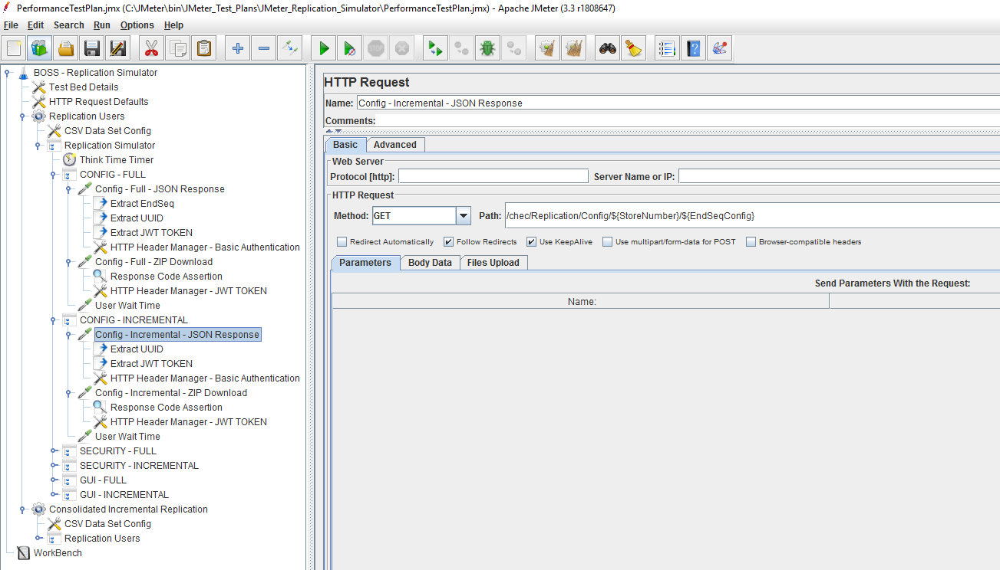 PerformanceTestPlan.jmx (C:\JMeter\bin\JMeter_Test_Plans\JMeter_Replication_Simulator\PerformanceTestPlan.jmx) - Apache JMeter (3.3 r1808647)
File Edit Search Run Options Help
STOP
BOSS - Replication Simulator
Test Bed Details
HTTP Request Defaults
Replication Users
CSV Data Set Config
Replication Simulator
Think Time Timer
CONFIG - FULL
Config - Full - JSON Response
Extract EndSeq
Extract UUID
Extract JWT TOKEN
HTTP Header Manager - Basic Authentication
Config - Full - ZIP Download
Response Code Assertion
HTTP Header Manager - JWT TOKEN
User Wait Time
CONFIG - INCREMENTAL
Config - Incremental - JSON Response
Extract UUID
Extract JWT TOKEN
HTTP Header Manager - Basic Authentication
Config - Incremental - ZIP Download
Response Code Assertion
HTTP Header Manager - JWT TOKEN
User Wait Time
SECURITY - FULL
SECURITY - INCREMENTAL
GUI - FULL
GUI - INCREMENTAL
Consolidated Incremental Replication
CSV Data Set Config
Replication Users
WorkBench
HTTP Request
Name: Config - Incremental - JSON Response
Comments:
Basic Advanced
Web Server
Protocol [http]: Server Name or IP:
HTTP Request
Method: GET Path: /chec/Replication/Config/${StoreNumber}/${EndSeqConfig}
Redirect Automatically Follow Redirects Use KeepAlive Use multipart/form-data for POST Browser-compatible headers
Parameters Body Data Files Upload
Send Parameters With the Request:
Name: